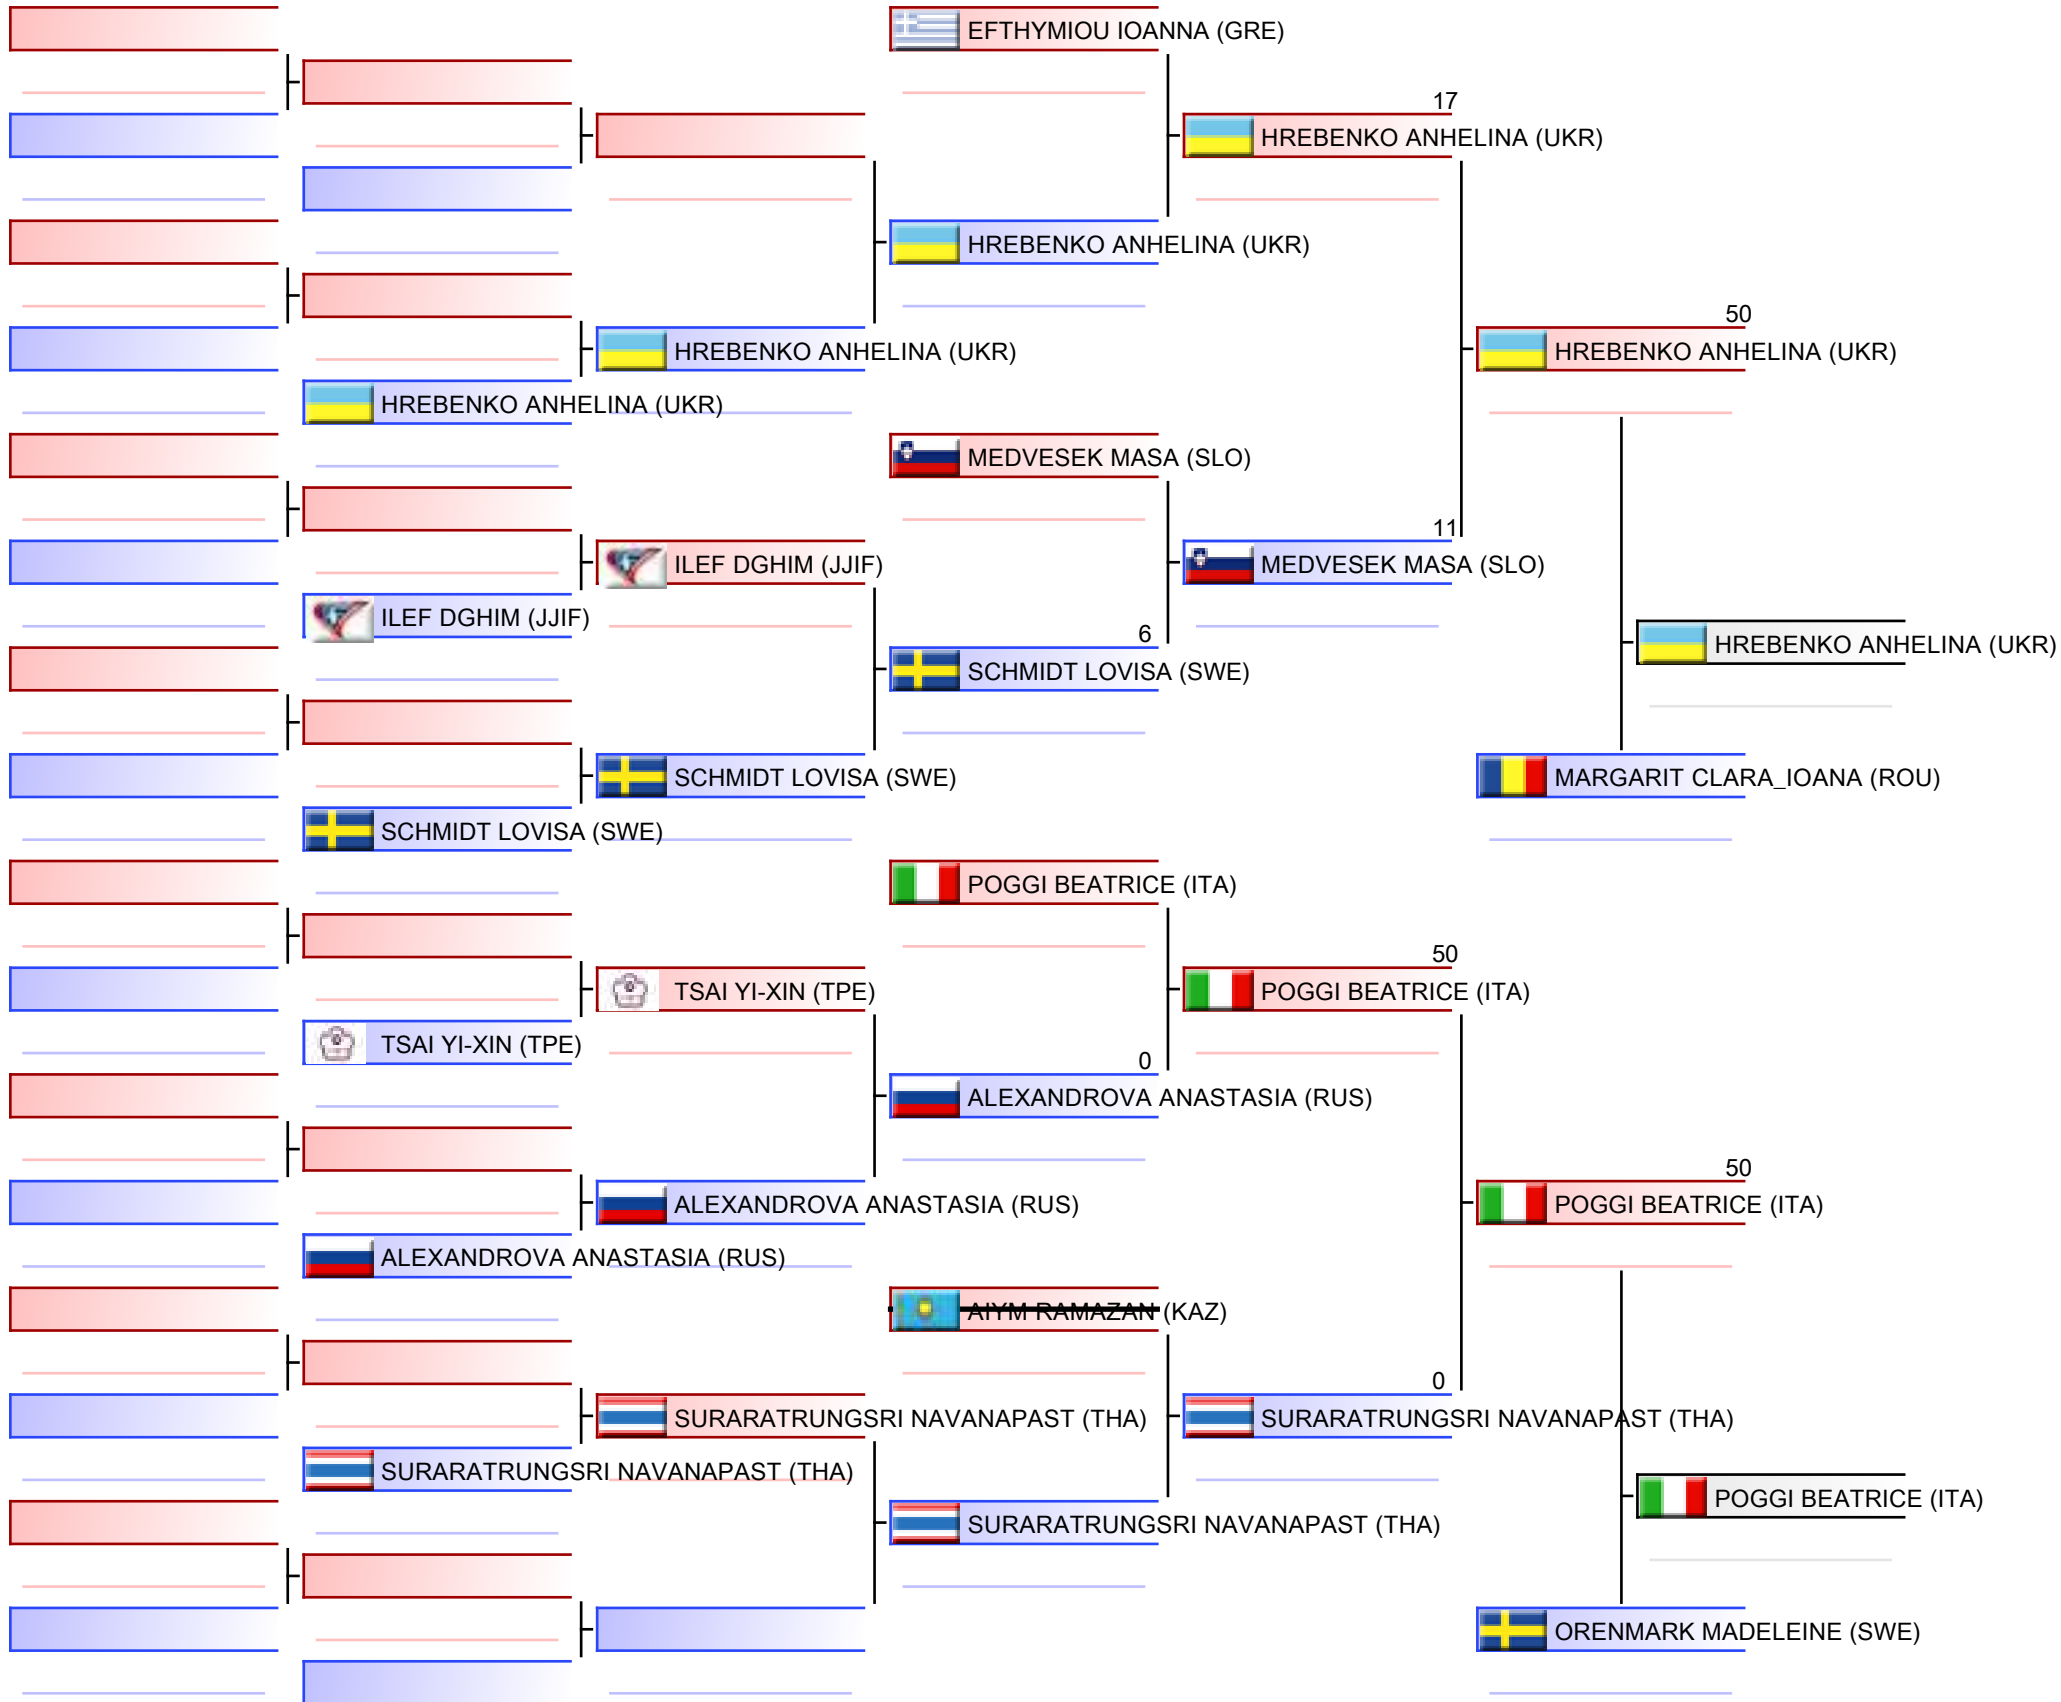 EFTHYMIOU IOANNA (GRE)
17
HREBENKO ANHELINA (UKR)
HREBENKO ANHELINA (UKR)
50
HREBENKO ANHELINA (UKR)
HREBENKO ANHELINA (UKR)
HREBENKO ANHELINA (UKR)
MEDVESEK MASA (SLO)
11
ILEF DGHIM (JJIF)
MEDVESEK MASA (SLO)
ILEF DGHIM (JJIF)
6
HREBENKO ANHELINA (UKR)
SCHMIDT LOVISA (SWE)
SCHMIDT LOVISA (SWE)
MARGARIT CLARA_IOANA (ROU)
SCHMIDT LOVISA (SWE)
POGGI BEATRICE (ITA)
50
TSAI YI-XIN (TPE)
POGGI BEATRICE (ITA)
TSAI YI-XIN (TPE)
0
ALEXANDROVA ANASTASIA (RUS)
50
ALEXANDROVA ANASTASIA (RUS)
POGGI BEATRICE (ITA)
ALEXANDROVA ANASTASIA (RUS)
AIYM RAMAZAN (KAZ)
0
SURARATRUNGSRI NAVANAPAST (THA)
SURARATRUNGSRI NAVANAPAST (THA)
SURARATRUNGSRI NAVANAPAST (THA)
POGGI BEATRICE (ITA)
SURARATRUNGSRI NAVANAPAST (THA)
ORENMARK MADELEINE (SWE)